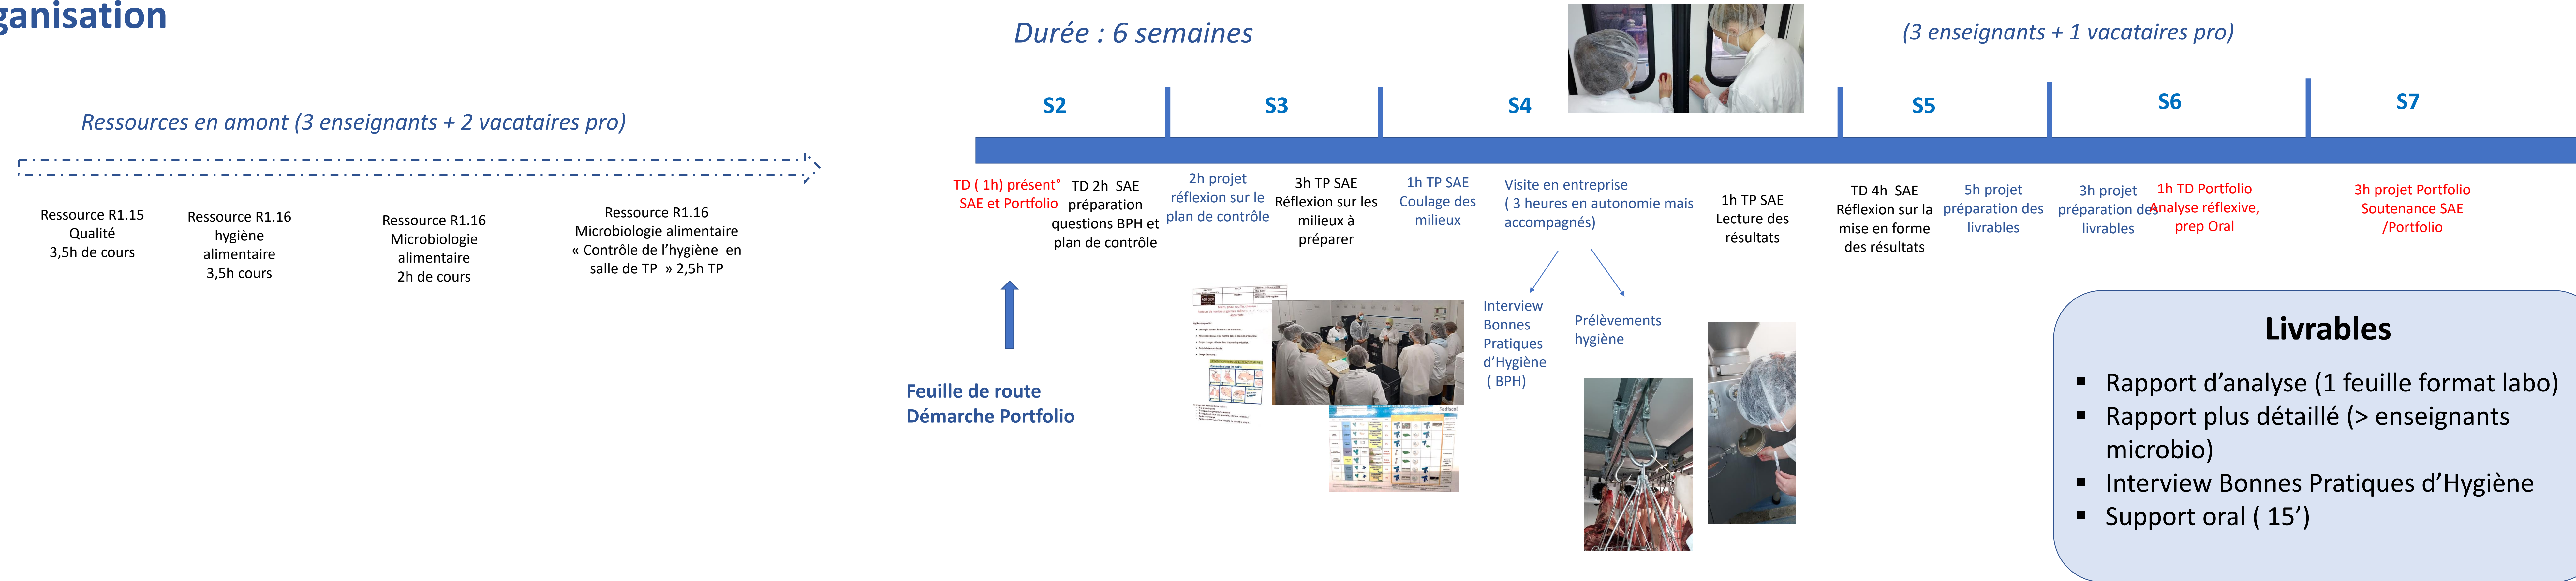 ganisation
Durée : 6 semaines
(3 enseignants + 1 vacataires pro)
Ressources en amont (3 enseignants + 2 vacataires pro)
S2
S3
S4
S5
S6
S7
Ressource R1.15
Qualité
3,5h de cours
Ressource R1.16
hygiène
alimentaire
3,5h cours
Ressource R1.16
Microbiologie
alimentaire
2h de cours
Ressource R1.16
Microbiologie alimentaire
« Contrôle de l’hygiène en
salle de TP » 2,5h TP
TD ( 1h) présent°
SAE et Portfolio
TD 2h SAE
préparation
questions BPH et
plan de contrôle
2h projet
réflexion sur le
plan de contrôle
3h TP SAE
Réflexion sur les
milieux à
préparer
1h TP SAE
Coulage des
milieux
Visite en entreprise
( 3 heures en autonomie mais
accompagnés)
1h TP SAE
Lecture des
résultats
TD 4h SAE
Réflexion sur la
mise en forme
des résultats
5h projet
préparation des
livrables
3h projet
préparation des
livrables
1h TD Portfolio
Analyse réflexive,
prep Oral
3h projet Portfolio
Soutenance SAE
/Portfolio
Feuille de route
Démarche Portfolio
Interview
Bonnes
Pratiques
d’Hygiène
( BPH)
Prélèvements
hygiène
Livrables
▪ Rapport d’analyse (1 feuille format labo)
▪ Rapport plus détaillé (> enseignants
microbio)
▪ Interview Bonnes Pratiques d’Hygiène
▪ Support oral ( 15’)